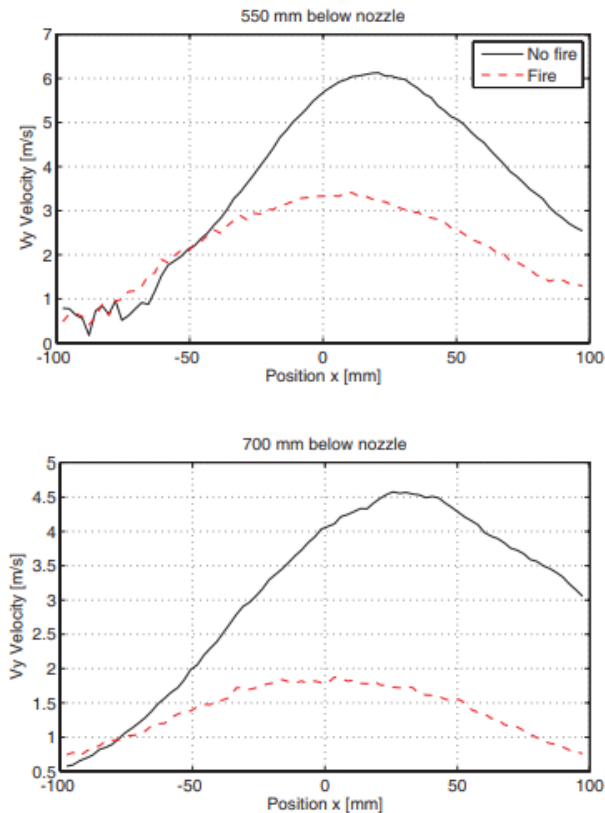 550 mm below nozzle
7
6
5
4
3
2
1
0
Vy Velocity [m/s]
No fire
Fire
-100 -50 0 50 100
Position x [mm]
700 mm below nozzle
5
4.5
4
3.5
3
2.5
2
1.5
1
0.5
Vy Velocity [m/s]
-100 -50 0 50 100
Position x [mm]